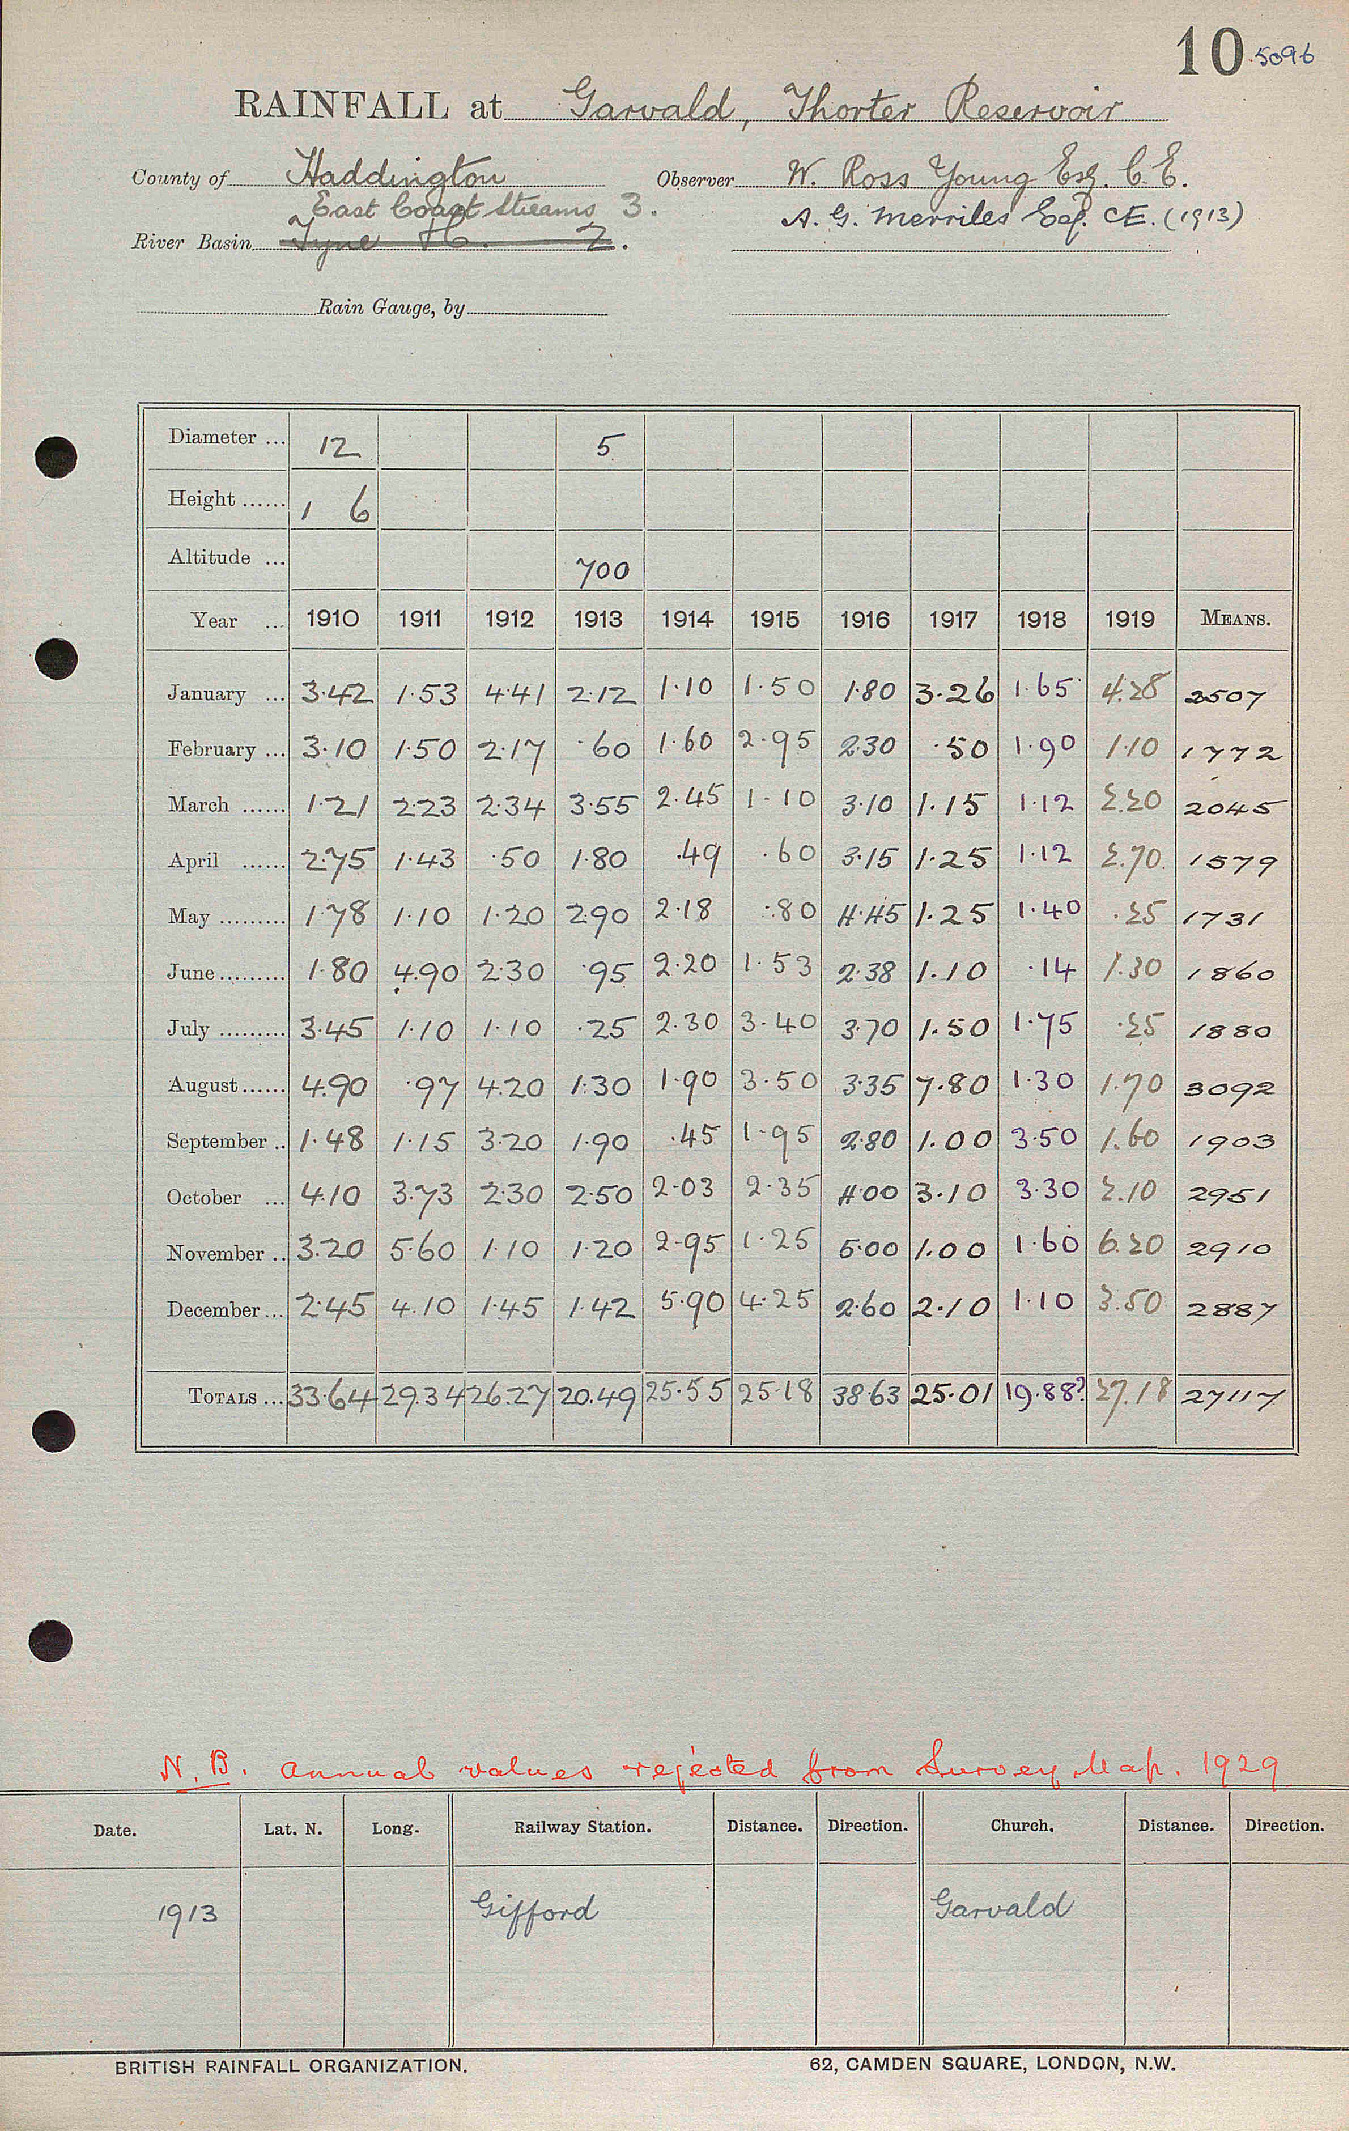 10 5096
RAINFALL at Garvald, Thorter Reservoir
County of Haddington Observer W. Ross Young Esq. C.E.
East Coast Streams 3. A. G. Merriles Esq. C.E. (1913)
River Basin Tyne &c. 2.
Rain Gauge, by
Diameter ... 12 5
Height ...... 1 6
Altitude ... 700
Year ... 1910 1911 1912 1913 1914 1915 1916 1917 1918 1919 MEANS.
January ... 3.42 1.53 4.41 2.12 1.10 1.50 1.80 3.26 1.65 4.28 2507
February ... 3.10 1.50 2.17 .60 1.60 2.95 2.30 .50 1.90 1.10 1772
March ...... 1.21 2.23 2.34 3.55 2.45 1.10 3.10 1.15 1.12 2.20 2045
April ...... 2.75 1.43 .50 1.80 .49 .60 3.15 1.25 1.12 2.70 1579
May ......... 1.78 1.10 1.20 2.90 2.18 .80 4.45 1.25 1.40 .25 1731
June ......... 1.80 4.90 2.30 .95 2.20 1.53 2.38 1.10 .14 1.30 1860
July ......... 3.45 1.10 1.10 .25 2.30 3.40 3.70 1.50 1.75 .25 1880
August ...... 4.90 .97 4.20 1.30 1.90 3.50 3.35 7.80 1.30 1.70 3092
September .. 1.48 1.15 3.20 1.90 .45 1.95 2.80 1.00 3.50 1.60 1903
October ... 4.10 3.73 2.30 2.50 2.03 2.35 4.00 3.10 3.30 2.10 2951
November .. 3.20 5.60 1.10 1.20 2.95 1.25 5.00 1.00 1.60 6.20 2910
December ... 2.45 4.10 1.45 1.42 5.90 4.25 2.60 2.10 1.10 3.50 2887
TOTALS ... 33.64 29.34 26.27 20.49 25.55 25.18 38.63 25.01 19.88? 27.18 27117
N.B. Annual values rejected from Survey Map. 1929
Date. Lat. N. Long. Railway Station. Distance. Direction. Church. Distance. Direction.
1913 Gifford Garvald
BRITISH RAINFALL ORGANIZATION. 62, CAMDEN SQUARE, LONDON, N.W.